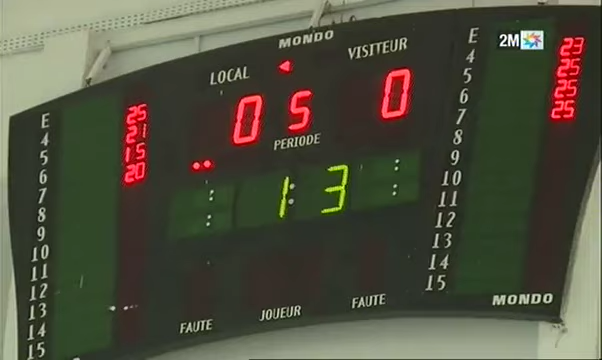 MONDO
2M
LOCAL
VISITEUR
0 5 0
PERIODE
1 : 3
E 25
4 21
5 15
6 20
7
8
9
10
11
12
13
14
15
E 23
4 25
5 25
6 25
7
8
9
10
11
12
13
14
15
FAUTE
JOUEUR
FAUTE
MONDO